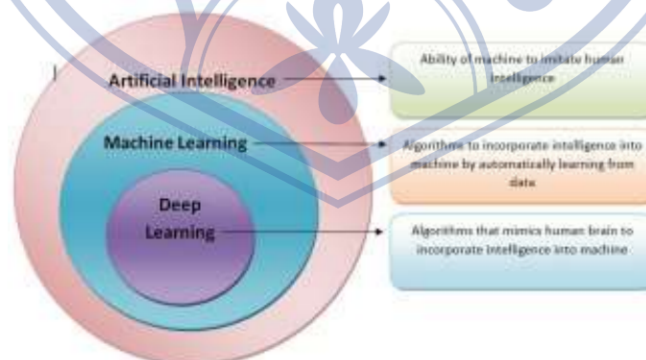 Artificial Intelligence
Ability of machine to imitate human
intelligence
Machine Learning
Algorithms to incorporate intelligence into
machine by automatically learning from
data
Deep
Learning
Algorithms that mimics human brain to
incorporate intelligence into machine